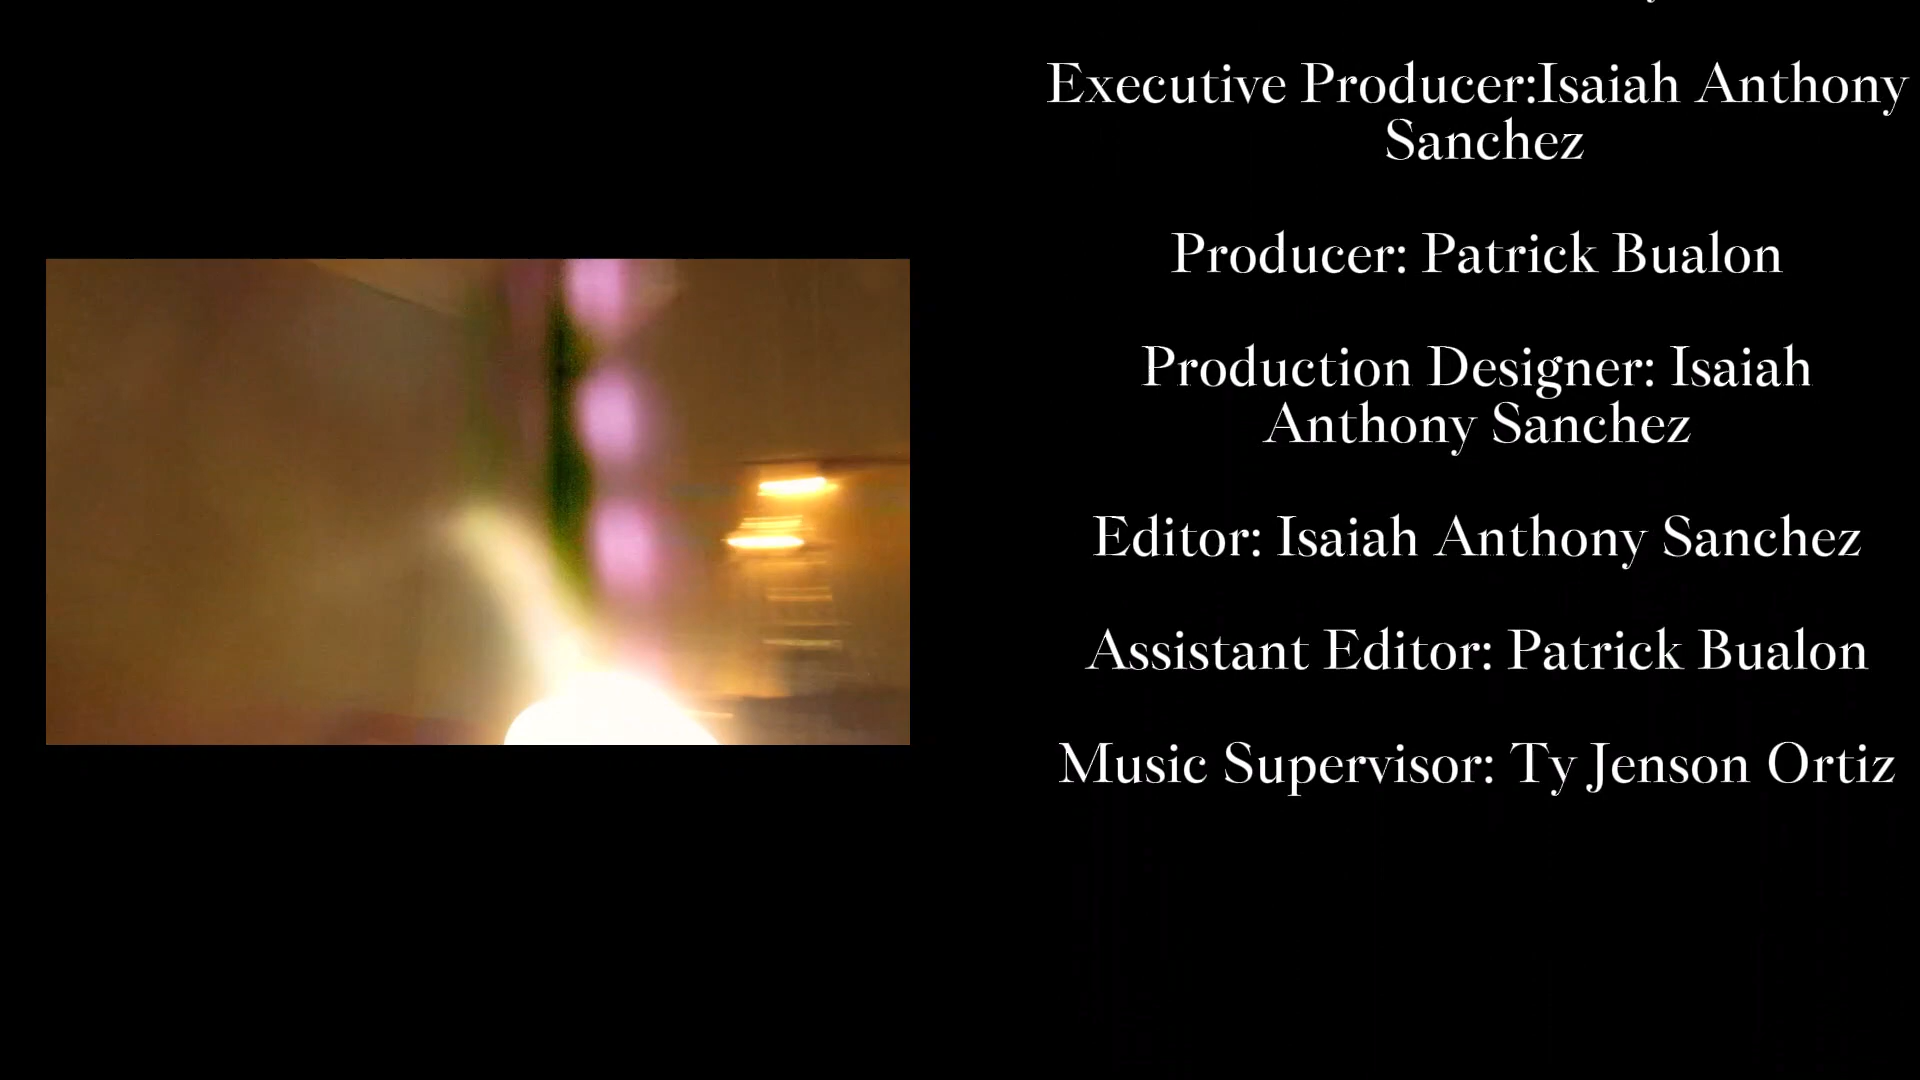 Executive Producer:Isaiah Anthony
Sanchez
Producer: Patrick Bualon
Production Designer: Isaiah
Anthony Sanchez
Editor: Isaiah Anthony Sanchez
Assistant Editor: Patrick Bualon
Music Supervisor: Ty Jenson Ortiz